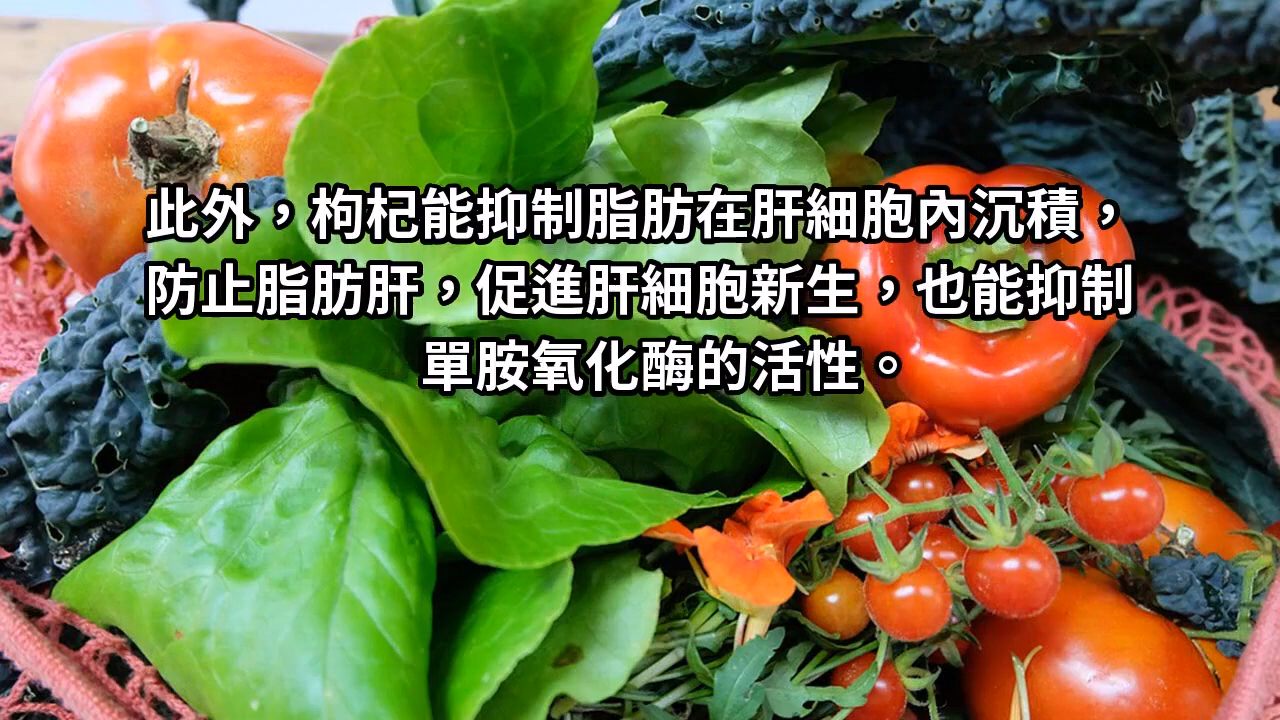 此外，枸杞能抑制脂肪在肝細胞內沉積，
防止脂肪肝，促進肝細胞新生，也能抑制
單胺氧化酶的活性。